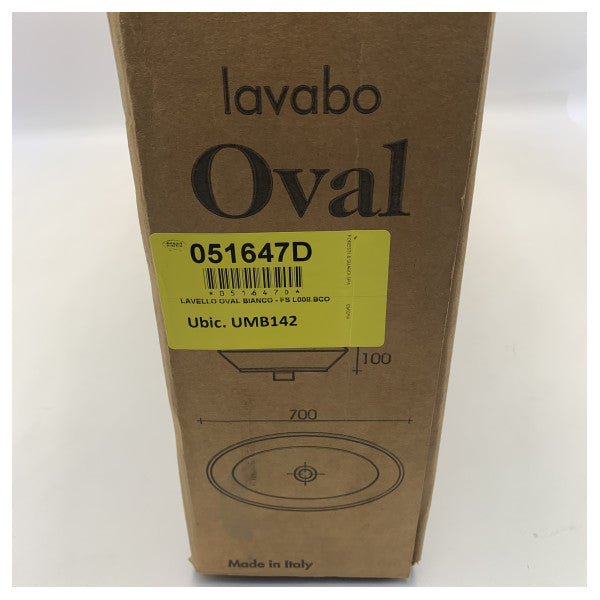 lavabo
Oval
051647D
*051647D*
LAVELLO OVAL BIANCO - FS L008.BCO
Ubic. UMB142
100
700
Made in Italy